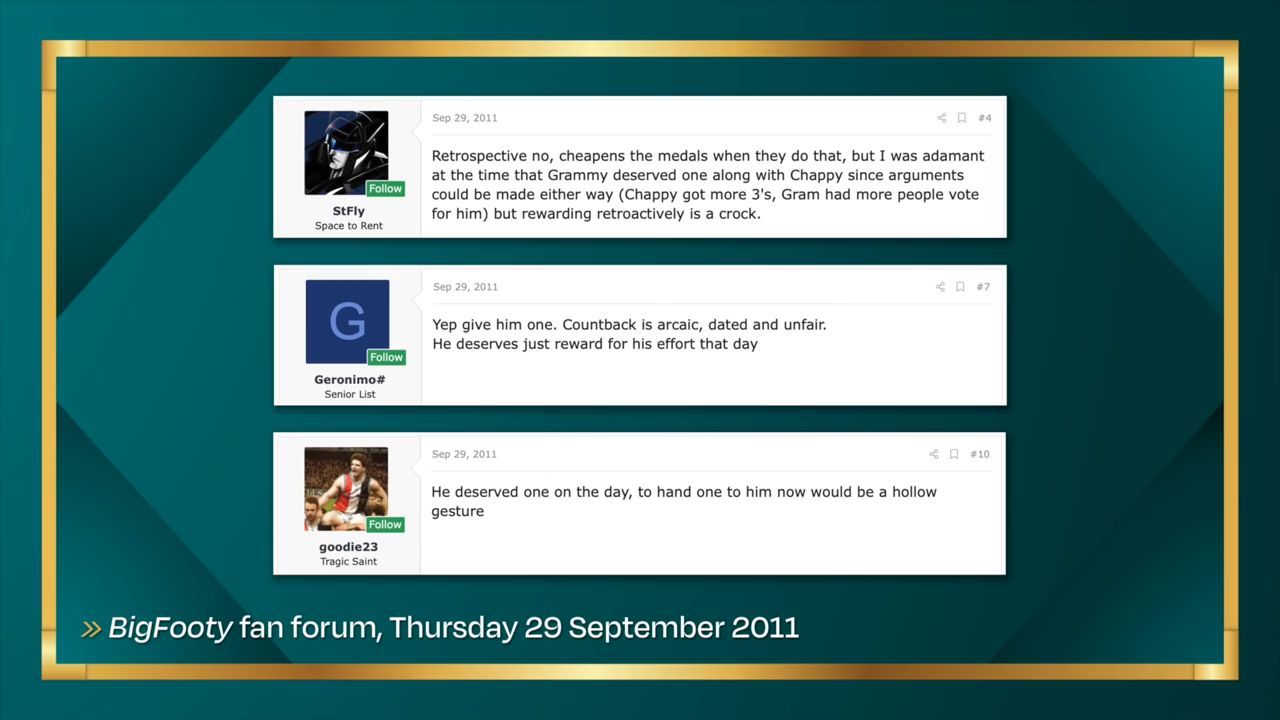 Sep 29, 2011
#4
Retrospective no, cheapens the medals when they do that, but I was adamant
at the time that Grammy deserved one along with Chappy since arguments
could be made either way (Chappy got more 3's, Gram had more people vote
for him) but rewarding retroactively is a crock.
Follow
StFly
Space to Rent
Sep 29, 2011
#7
Yep give him one. Countback is arcaic, dated and unfair.
He deserves just reward for his effort that day
G
Follow
Geronimo#
Senior List
Sep 29, 2011
#10
He deserved one on the day, to hand one to him now would be a hollow
gesture
Follow
goodie23
Tragic Saint
» BigFooty fan forum, Thursday 29 September 2011